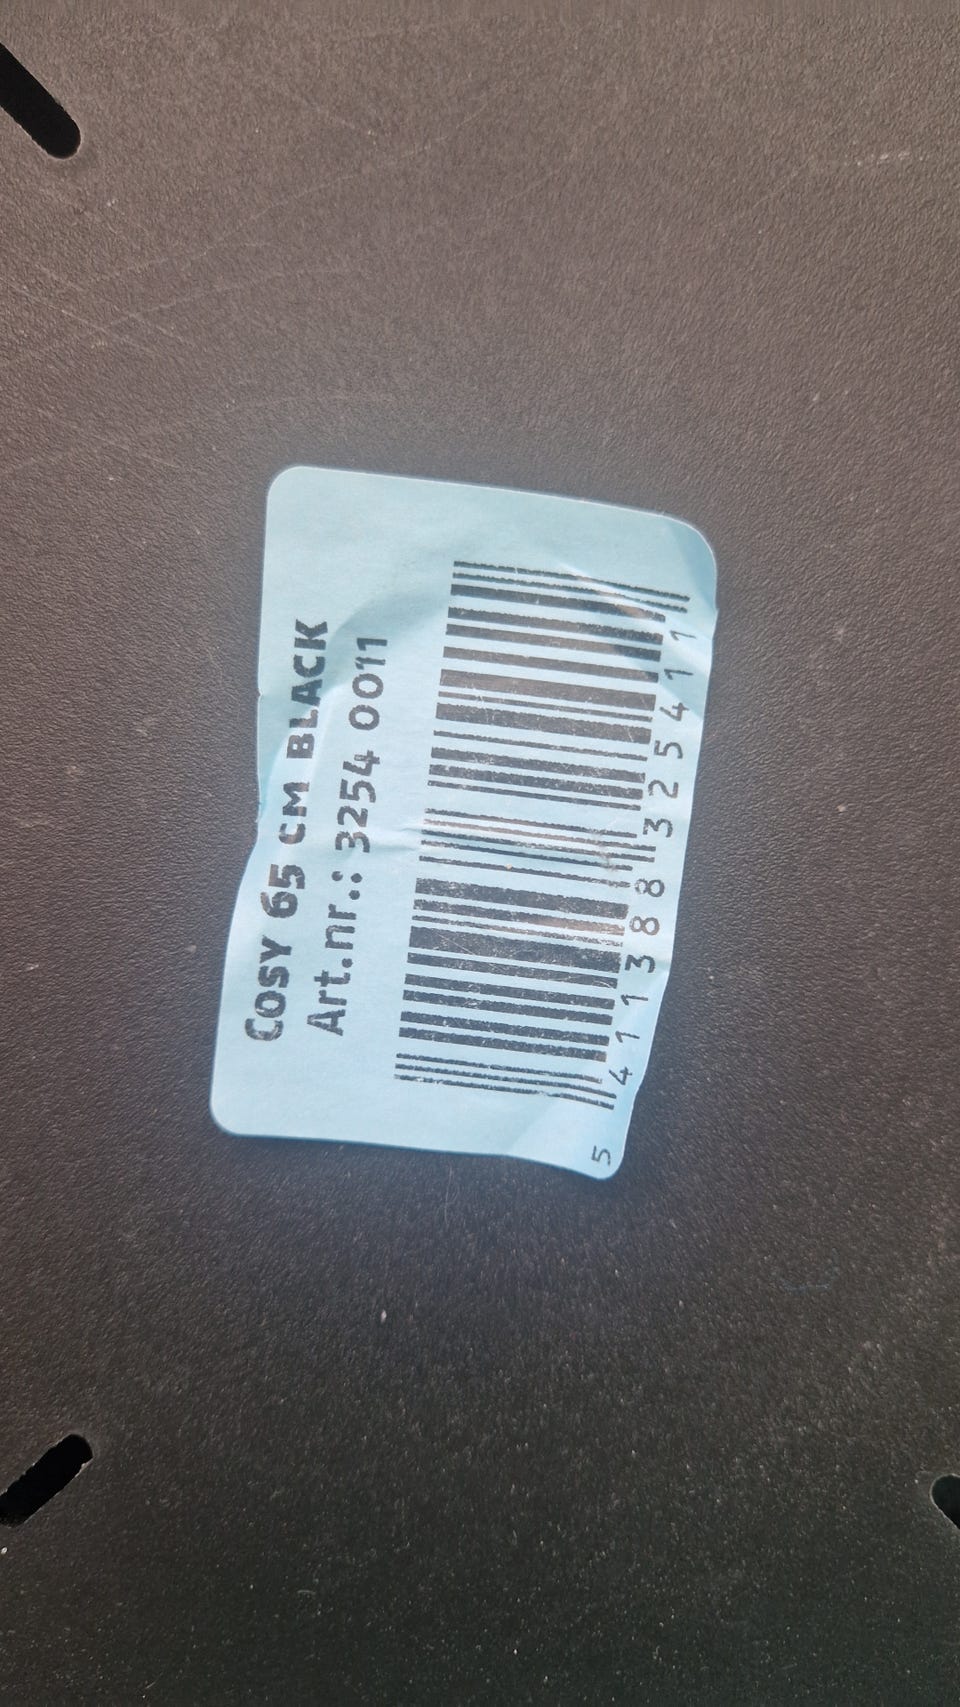 COSY 65 CM BLACK
Art.nr.: 3254 0011
5 411388 325411